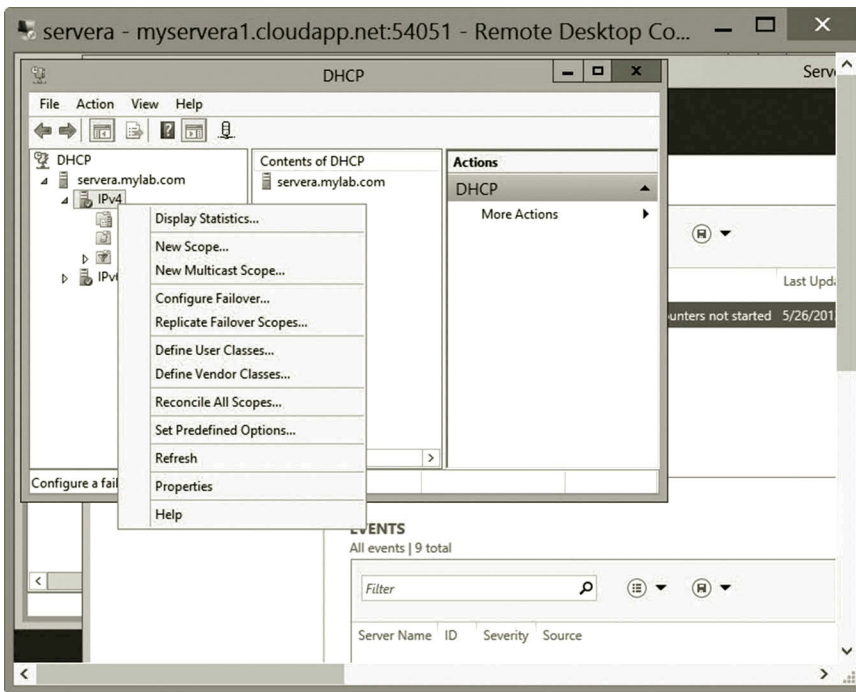 servera - myservera1.cloudapp.net:54051 - Remote Desktop Co...
DHCP
File Action View Help
DHCP
servera.mylab.com
IPv4
Contents of DHCP
servera.mylab.com
Actions
DHCP
More Actions
Display Statistics...
New Scope...
New Multicast Scope...
Configure Failover...
Replicate Failover Scopes...
Define User Classes...
Define Vendor Classes...
Reconcile All Scopes...
Set Predefined Options...
Refresh
Properties
Help
Configure a fail
Last Upd
unters not started 5/26/201
EVENTS
All events | 9 total
Filter
Server Name ID Severity Source